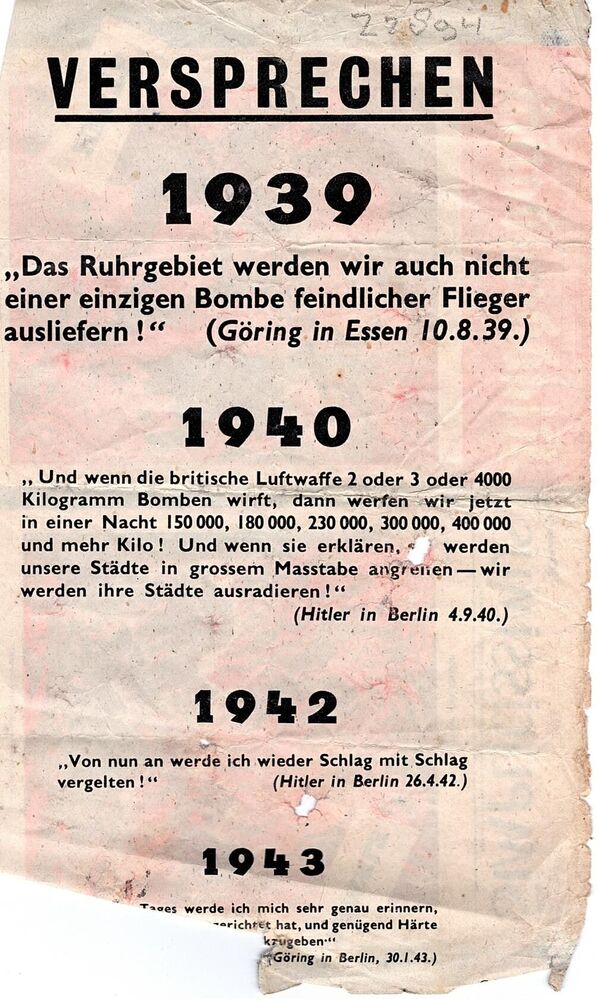 27894
VERSPRECHEN
1939
„Das Ruhrgebiet werden wir auch nicht
einer einzigen Bombe feindlicher Flieger
ausliefern !“ (Göring in Essen 10.8.39.)
1940
„ Und wenn die britische Luftwaffe 2 oder 3 oder 4000
Kilogramm Bomben wirft, dann werfen wir jetzt
in einer Nacht 150 000, 180 000, 230 000, 300 000, 400 000
und mehr Kilo ! Und wenn sie erklären, werden
unsere Städte in grossem Masstabe angreifen — wir
werden ihre Städte ausradieren !“
(Hitler in Berlin 4.9.40.)
1942
„Von nun an werde ich wieder Schlag mit Schlag
vergelten !“ (Hitler in Berlin 26.4.42.)
1943
Tages werde ich mich sehr genau erinnern,
hat, und genügend Härte
(Göring in Berlin, 30.1.43.)